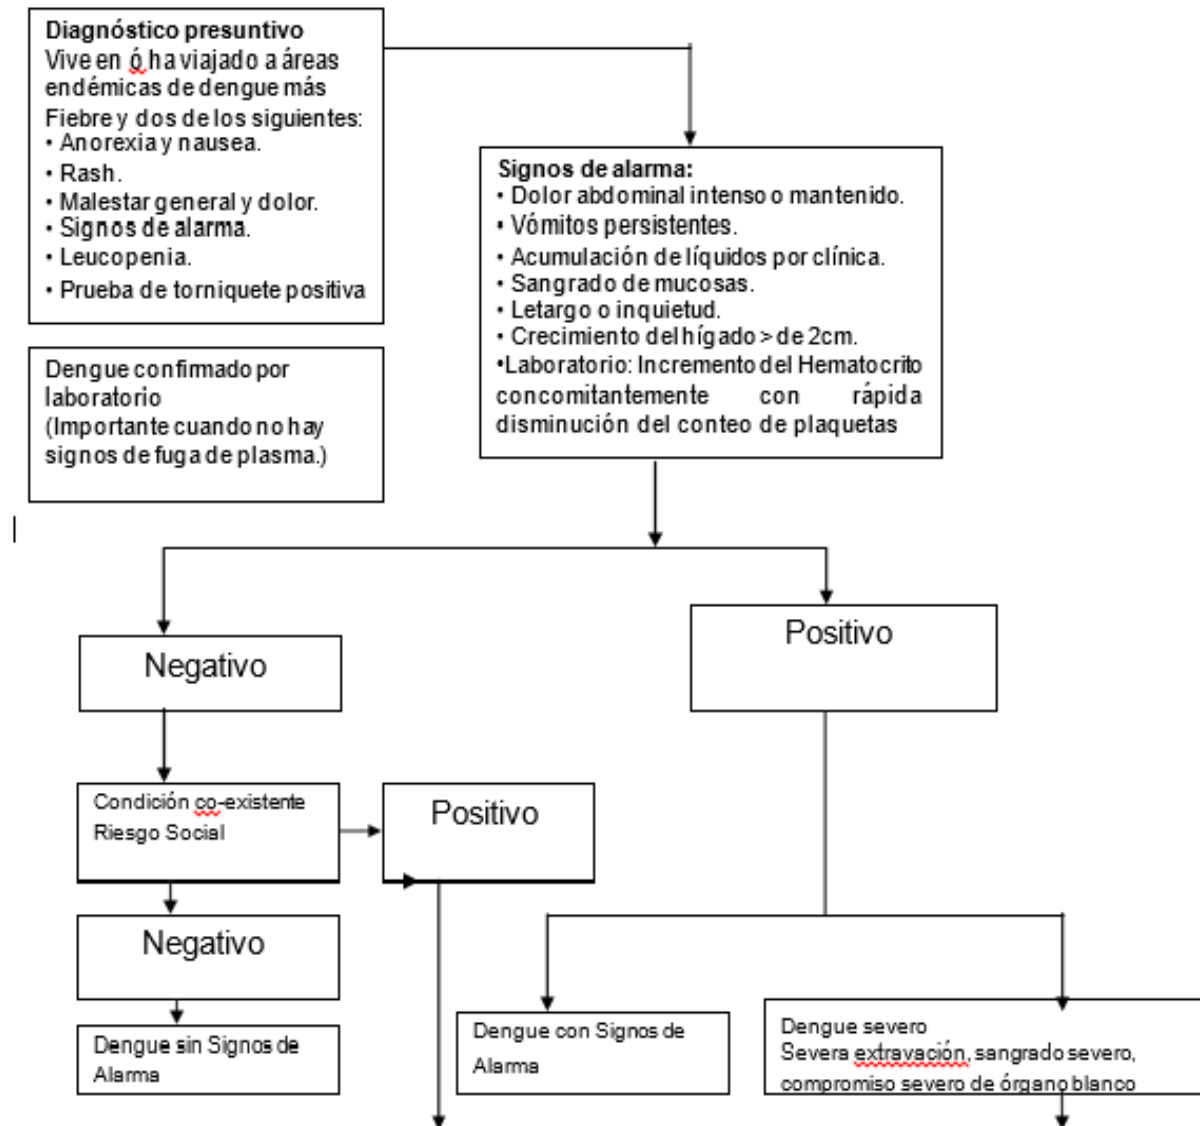 Diagnóstico presuntivo
Vive en ó ha viajado a áreas
endémicas de dengue más
Fiebre y dos de los siguientes:
• Anorexia y nausea.
• Rash.
• Malestar general y dolor.
• Signos de alarma.
• Leucopenia.
• Prueba de torniquete positiva
Dengue confirmado por
laboratorio
(Importante cuando no hay
signos de fuga de plasma.)
Signos de alarma:
• Dolor abdominal intenso o mantenido.
• Vómitos persistentes.
• Acumulación de líquidos por clínica.
• Sangrado de mucosas.
• Letargo o inquietud.
• Crecimiento del hígado > de 2cm.
•Laboratorio: Incremento del Hematocrito
concomitantemente con rápida
disminución del conteo de plaquetas
Negativo
Positivo
Condición co-existente
Riesgo Social
Positivo
Negativo
Dengue sin Signos de
Alarma
Dengue con Signos de
Alarma
Dengue severo
Severa extravación, sangrado severo,
compromiso severo de órgano blanco